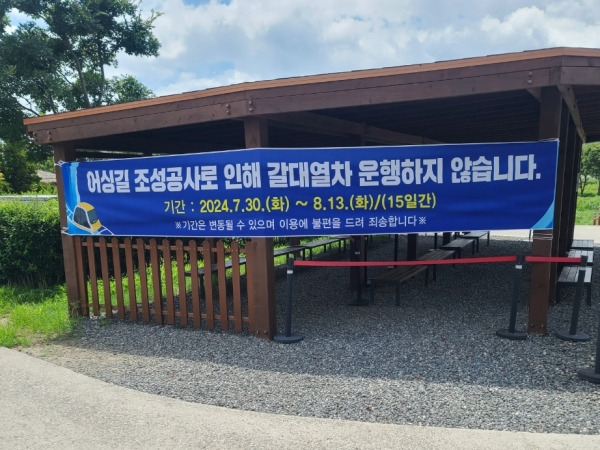 어싱길 조성공사로 인해 갈대열차 운행하지 않습니다.
기간 : 2024.7.30.(화) ~ 8.13.(화)/(15일간)
※기간은 변동될 수 있으며 이용에 불편을 드려 죄송합니다※